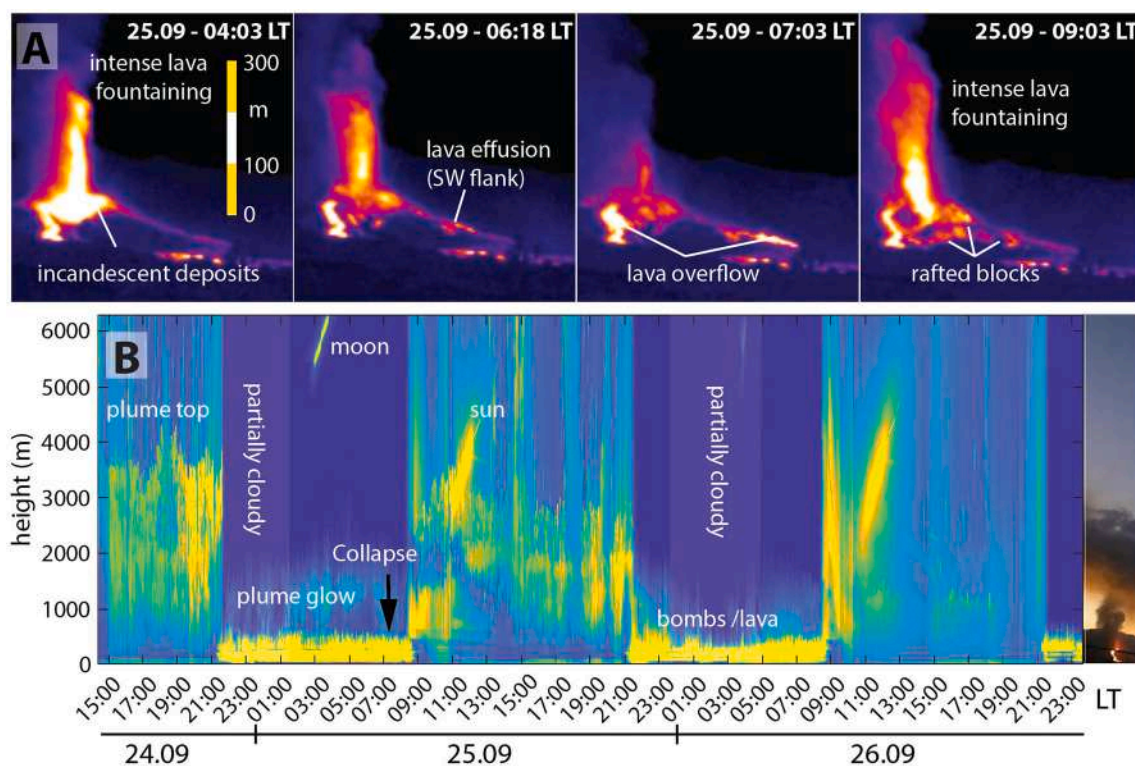 A
25.09 - 04:03 LT
intense lava
fountaining
300
m
100
0
incandescent deposits
25.09 - 06:18 LT
lava effusion
(SW flank)
25.09 - 07:03 LT
lava overflow
25.09 - 09:03 LT
intense lava
fountaining
rafted blocks
B
height (m)
6000
5000
4000
3000
2000
1000
0
plume top
partially cloudy
moon
sun
partially cloudy
Collapse
plume glow
bombs /lava
15:00 17:00 19:00 21:00 23:00 01:00 03:00 05:00 07:00 09:00 11:00 13:00 15:00 17:00 19:00 21:00 23:00 01:00 03:00 05:00 07:00 09:00 11:00 13:00 15:00 17:00 19:00 21:00 23:00 LT
24.09 25.09 26.09